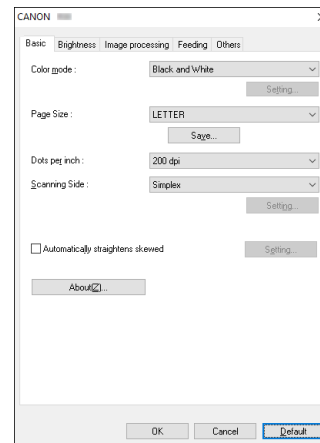 CANON
Basic Brightness Image processing Feeding Others
Color mode : Black and White
Setting...
Page Size : LETTER
Save...
Dots per inch : 200 dpi
Scanning Side : Simplex
Setting...
Automatically straightens skewed Setting...
About(Z)...
OK Cancel Default